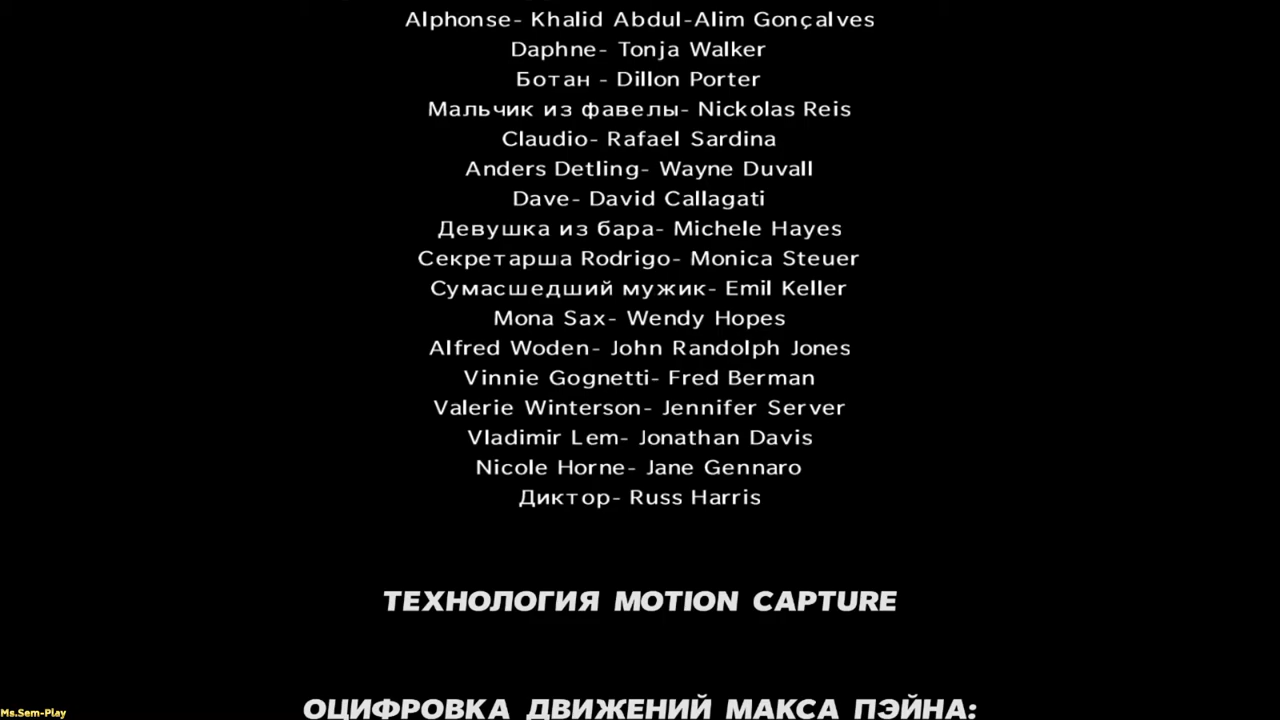 Alphonse- Khalid Abdul-Alim Gonçalves
Daphne- Tonja Walker
Ботан - Dillon Porter
Мальчик из фавелы- Nickolas Reis
Claudio- Rafael Sardina
Anders Detling- Wayne Duvall
Dave- David Callagati
Девушка из бара- Michele Hayes
Секретарша Rodrigo- Monica Steuer
Сумасшедший мужик- Emil Keller
Mona Sax- Wendy Hopes
Alfred Woden- John Randolph Jones
Vinnie Gognetti- Fred Berman
Valerie Winterson- Jennifer Server
Vladimir Lem- Jonathan Davis
Nicole Horne- Jane Gennaro
Диктор- Russ Harris
ТЕХНОЛОГИЯ MOTION CAPTURE
ОЦИФРОВКА ДВИЖЕНИЙ МАКСА ПЭЙНА:
Ms.Sem-Play